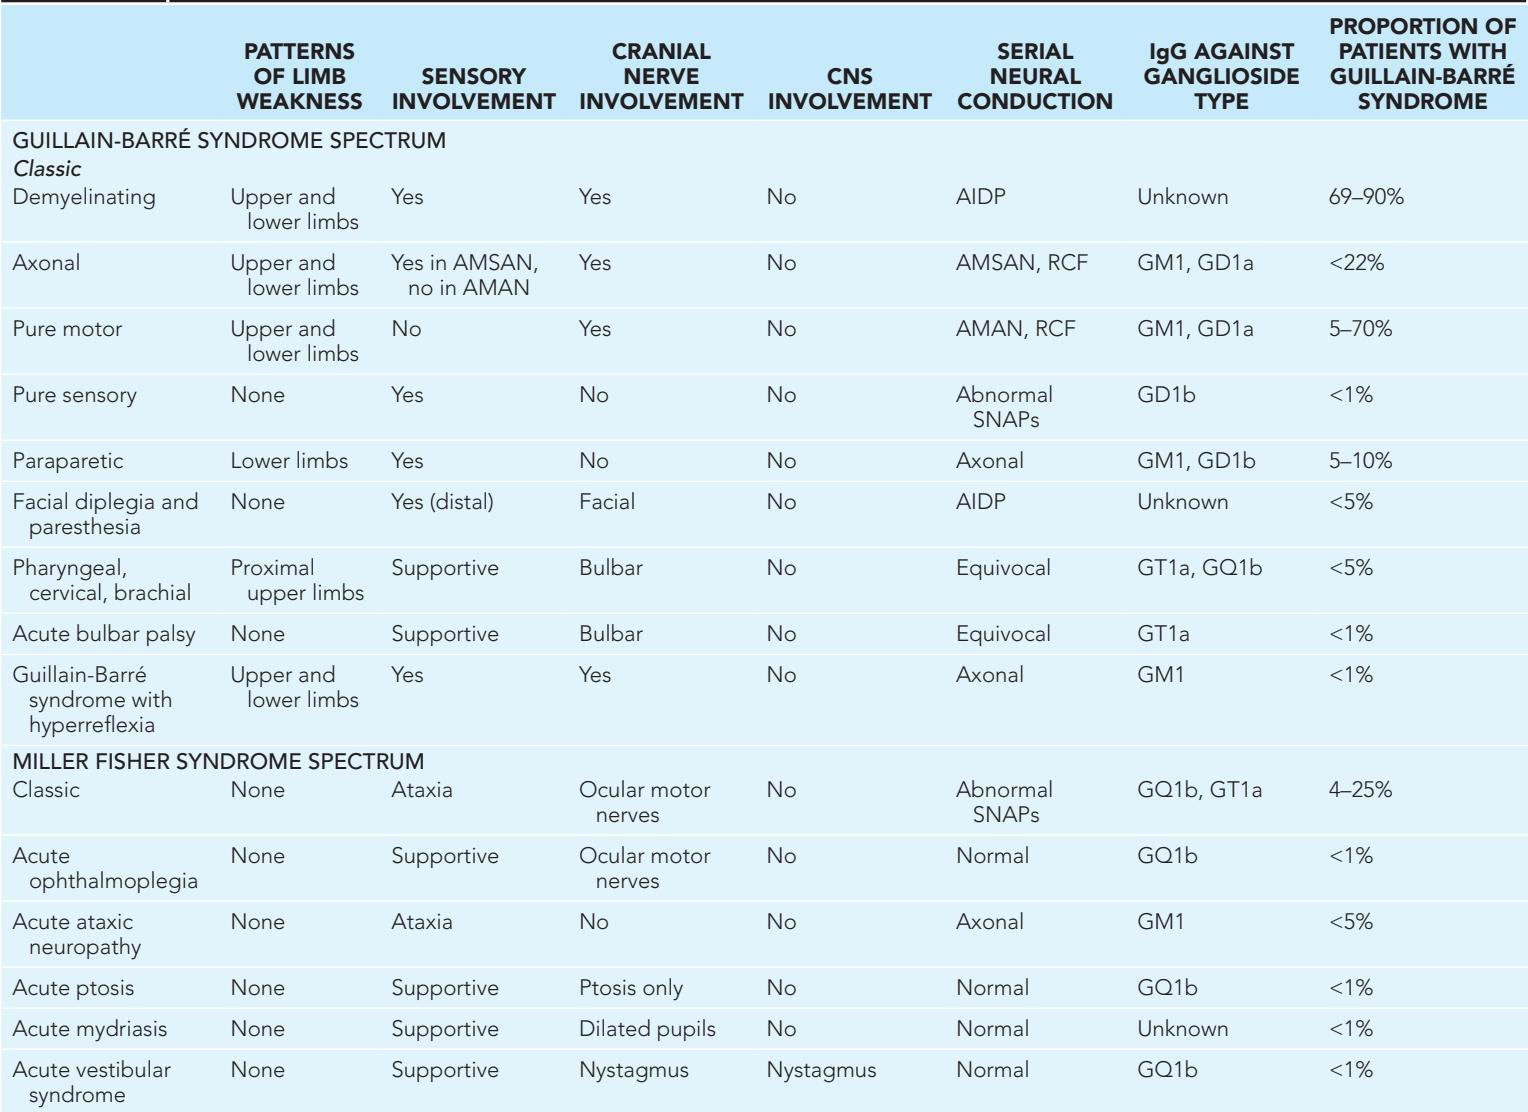 PATTERNS OF LIMB WEAKNESS | SENSORY INVOLVEMENT | CRANIAL NERVE INVOLVEMENT | CNS INVOLVEMENT | SERIAL NEURAL CONDUCTION | IgG AGAINST GANGLIOSIDE TYPE | PROPORTION OF PATIENTS WITH GUILLAIN-BARRÉ SYNDROME
GUILLAIN-BARRÉ SYNDROME SPECTRUM
Classic
Demyelinating | Upper and lower limbs | Yes | Yes | No | AIDP | Unknown | 69–90%
Axonal | Upper and lower limbs | Yes in AMSAN, no in AMAN | Yes | No | AMSAN, RCF | GM1, GD1a | <22%
Pure motor | Upper and lower limbs | No | Yes | No | AMAN, RCF | GM1, GD1a | 5–70%
Pure sensory | None | Yes | No | No | Abnormal SNAPs | GD1b | <1%
Paraparetic | Lower limbs | Yes | No | No | Axonal | GM1, GD1b | 5–10%
Facial diplegia and paresthesia | None | Yes (distal) | Facial | No | AIDP | Unknown | <5%
Pharyngeal, cervical, brachial | Proximal upper limbs | Supportive | Bulbar | No | Equivocal | GT1a, GQ1b | <5%
Acute bulbar palsy | None | Supportive | Bulbar | No | Equivocal | GT1a | <1%
Guillain-Barré syndrome with hyperreflexia | Upper and lower limbs | Yes | Yes | No | Axonal | GM1 | <1%
MILLER FISHER SYNDROME SPECTRUM
Classic | None | Ataxia | Ocular motor nerves | No | Abnormal SNAPs | GQ1b, GT1a | 4–25%
Acute ophthalmoplegia | None | Supportive | Ocular motor nerves | No | Normal | GQ1b | <1%
Acute ataxic neuropathy | None | Ataxia | No | No | Axonal | GM1 | <5%
Acute ptosis | None | Supportive | Ptosis only | No | Normal | GQ1b | <1%
Acute mydriasis | None | Supportive | Dilated pupils | No | Normal | Unknown | <1%
Acute vestibular syndrome | None | Supportive | Nystagmus | Nystagmus | Normal | GQ1b | <1%